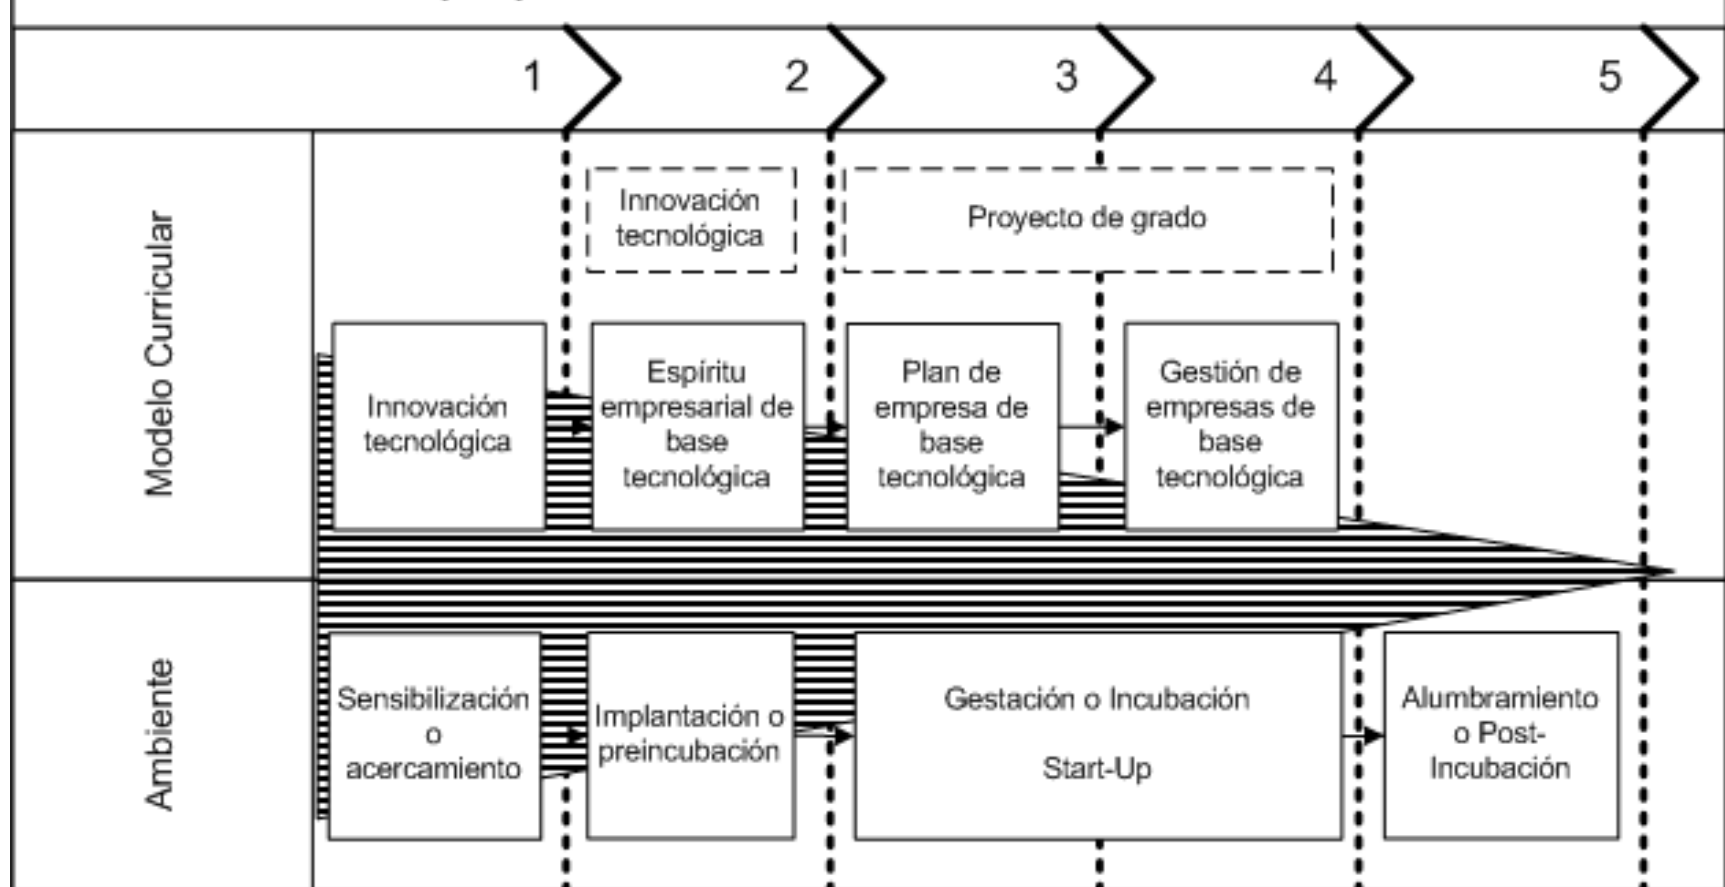 1
2
3
4
5
Modelo Curricular
Innovación
tecnológica
Proyecto de grado
Innovación
tecnológica
Espíritu
empresarial de
base
tecnológica
Plan de
empresa de
base
tecnológica
Gestión de
empresas de
base
tecnológica
Ambiente
Sensibilización
o
acercamiento
Implantación o
preincubación
Gestación o Incubación
Start-Up
Alumbramiento
o Post-
Incubación